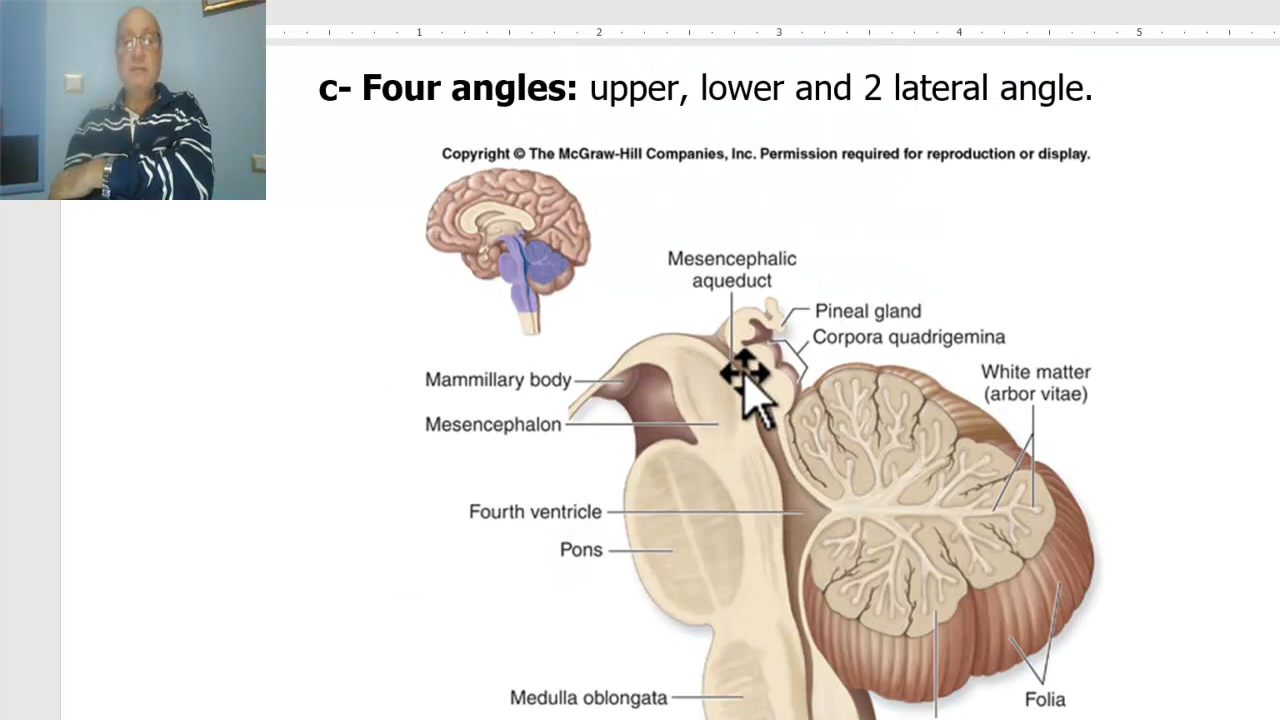 1 2 3 4 5
c- Four angles: upper, lower and 2 lateral angle.
Copyright © The McGraw-Hill Companies, Inc. Permission required for reproduction or display.
Mesencephalic
aqueduct
Pineal gland
Corpora quadrigemina
White matter
(arbor vitae)
Mammillary body
Mesencephalon
Fourth ventricle
Pons
Medulla oblongata
Folia